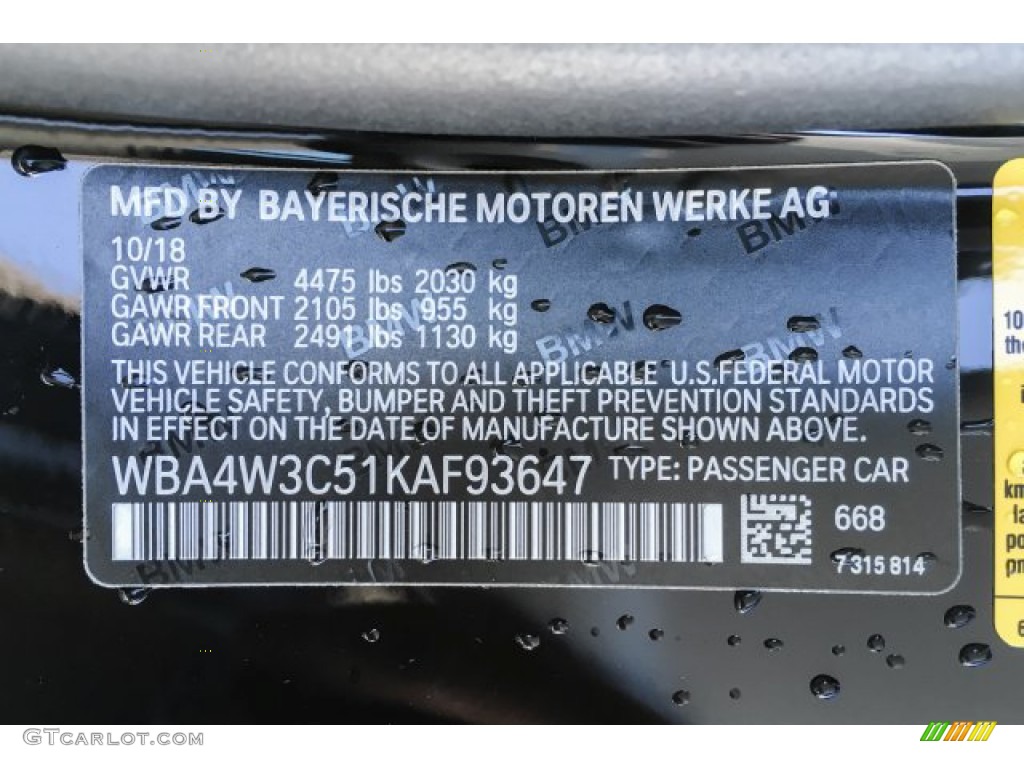 MFD BY BAYERISCHE MOTOREN WERKE AG
10/18
GVWR 4475 lbs 2030 kg
GAWR FRONT 2105 lbs 955 kg
GAWR REAR 2491 lbs 1130 kg
THIS VEHICLE CONFORMS TO ALL APPLICABLE U.S.FEDERAL MOTOR
VEHICLE SAFETY, BUMPER AND THEFT PREVENTION STANDARDS
IN EFFECT ON THE DATE OF MANUFACTURE SHOWN ABOVE.
WBA4W3C51KAF93647 TYPE: PASSENGER CAR
668
7 315 814
GTCARLOT.COM